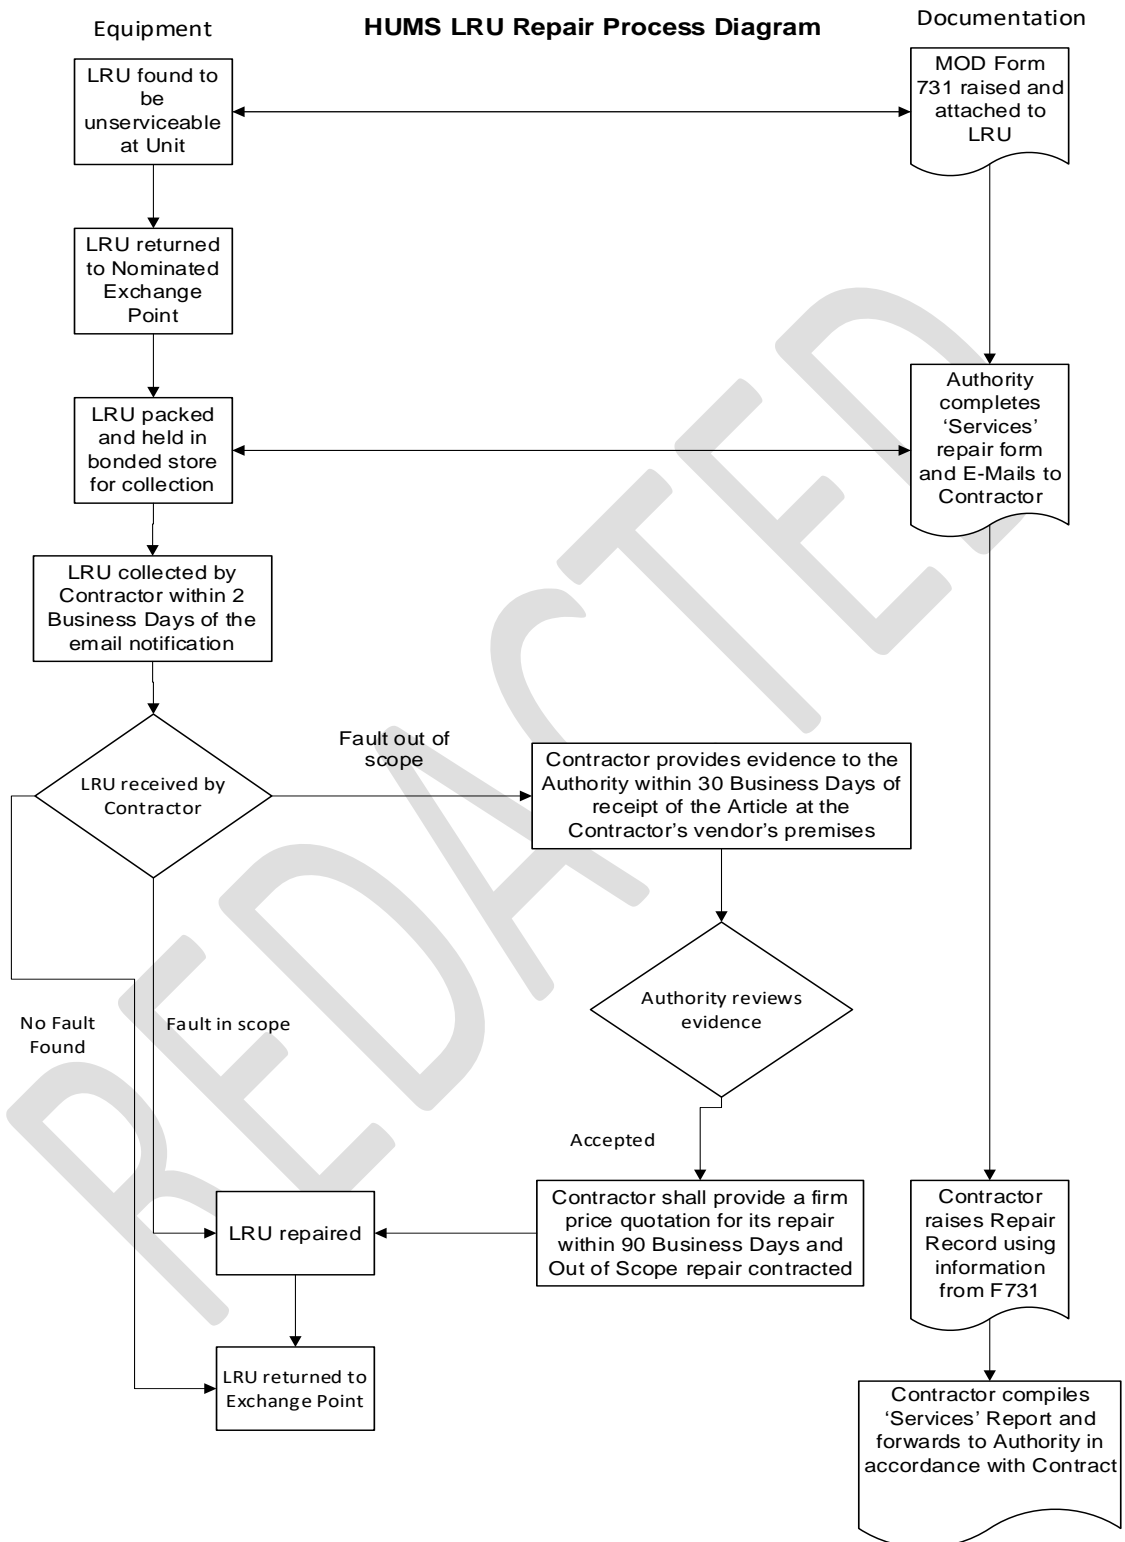 Equipment
HUMS LRU Repair Process Diagram
Documentation
LRU found to
be
unserviceable
at Unit
MOD Form
731 raised and
attached to
LRU
LRU returned
to Nominated
Exchange
Point
LRU packed
and held in
bonded store
for collection
Authority
completes
‘Services’
repair form
and E-Mails to
Contractor
LRU collected by
Contractor within 2
Business Days of the
email notification
LRU received by
Contractor
Fault out of
scope
Contractor provides evidence to the
Authority within 30 Business Days of
receipt of the Article at the
Contractor’s vendor’s premises
Authority reviews
evidence
No Fault
Found
Fault in scope
Accepted
LRU repaired
Contractor shall provide a firm
price quotation for its repair
within 90 Business Days and
Out of Scope repair contracted
Contractor
raises Repair
Record using
information
from F731
LRU returned to
Exchange Point
Contractor compiles
‘Services’ Report and
forwards to Authority in
accordance with Contract
REDACTED